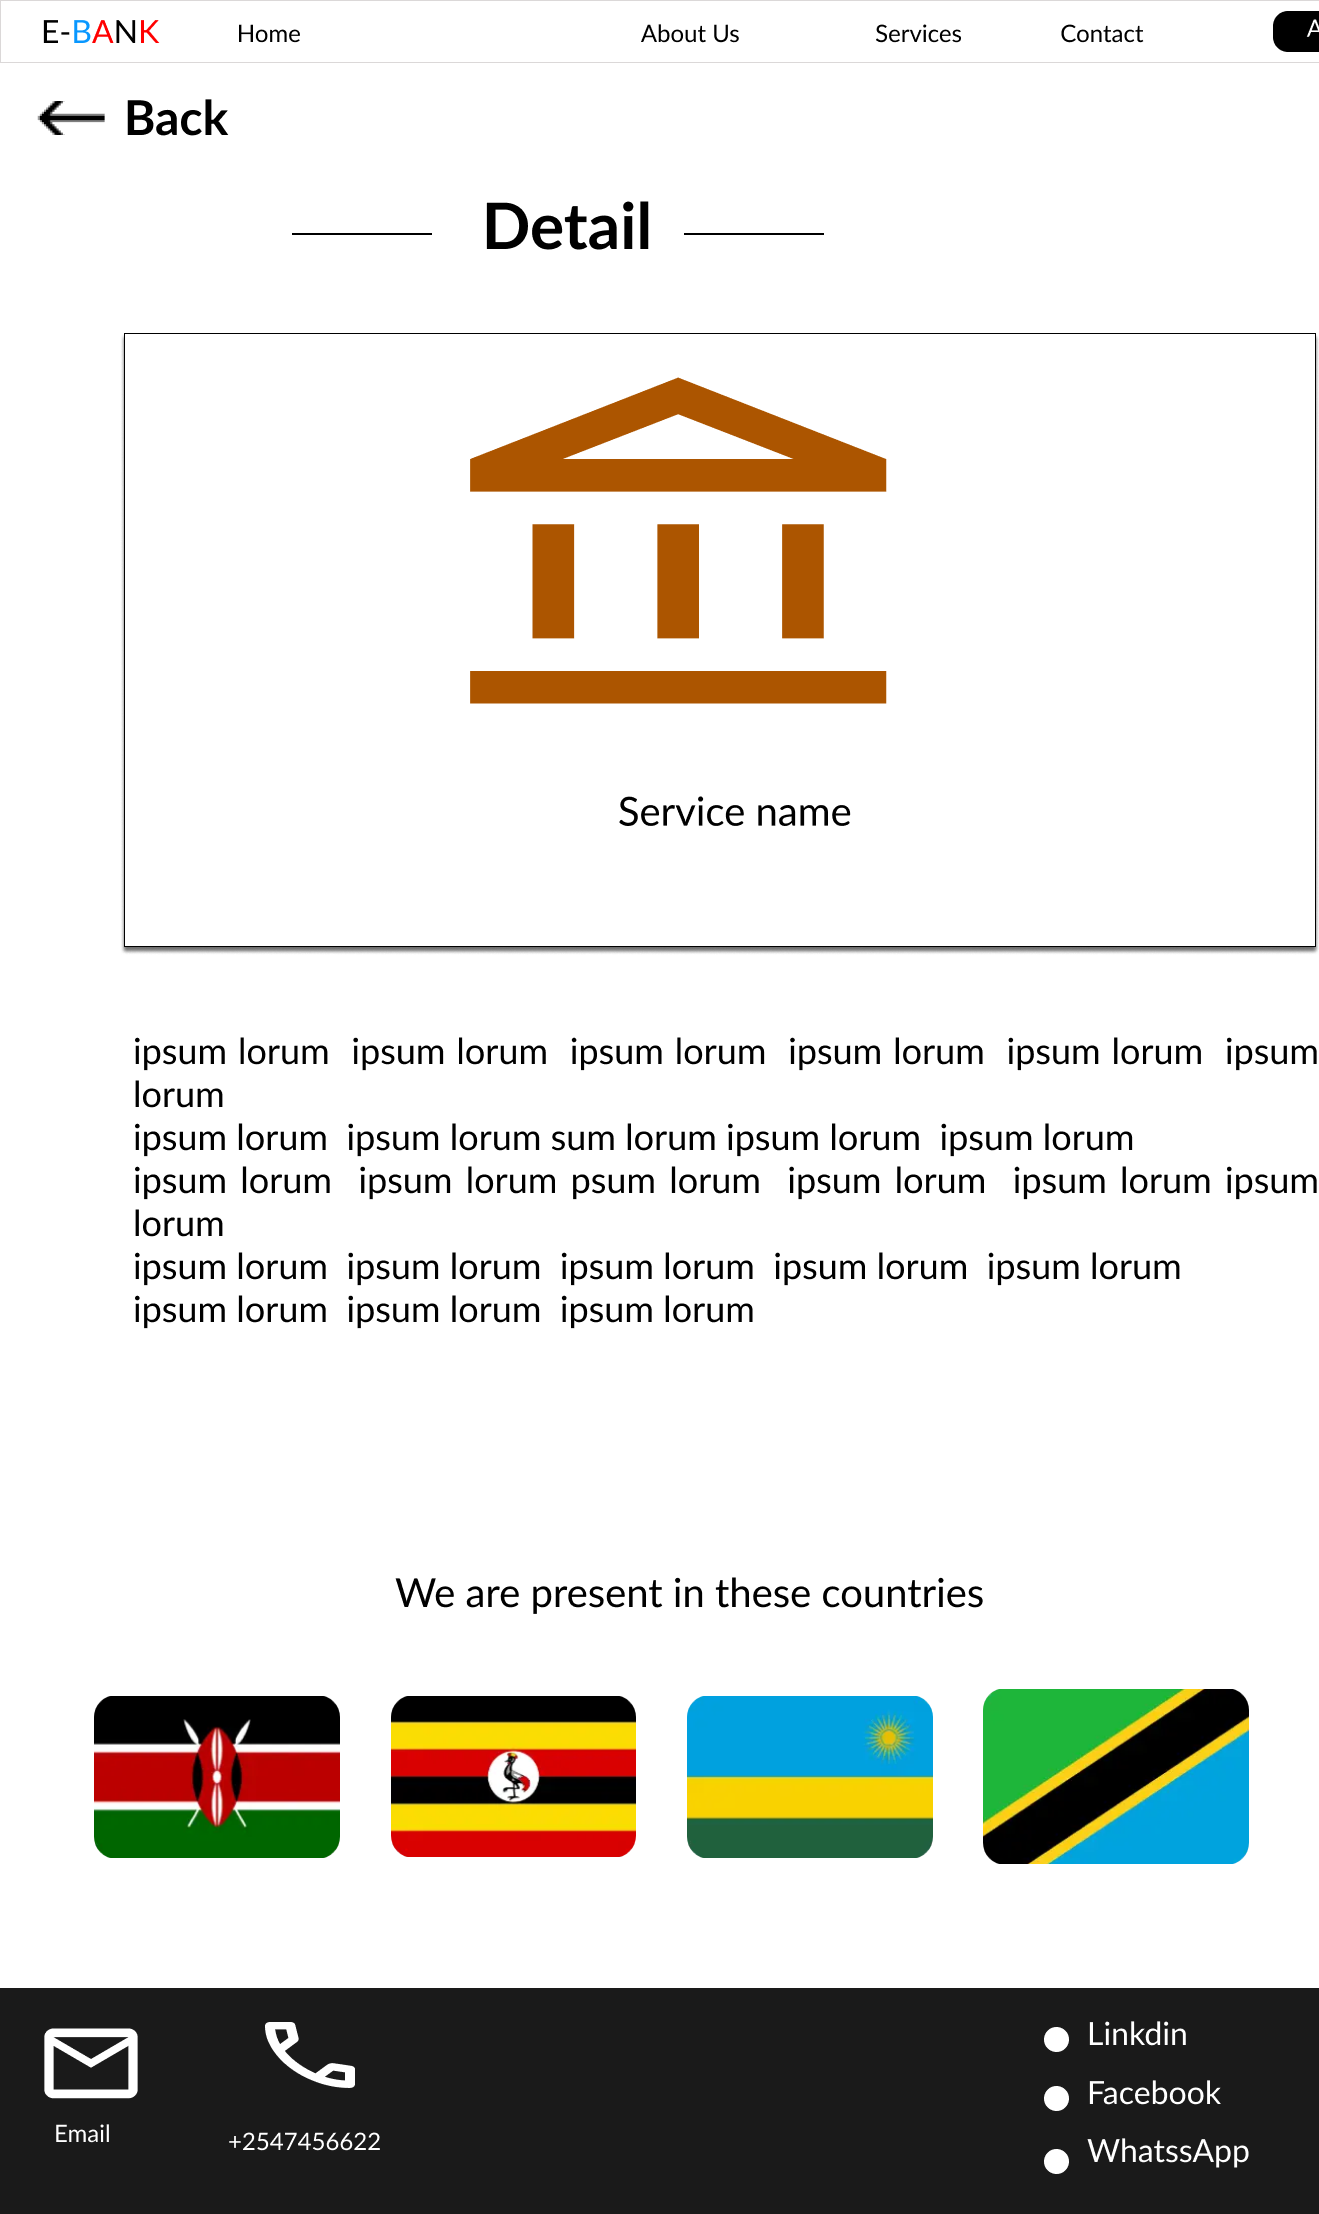 E-BANK Home About Us Services Contact A
Back
Detail
Service name
ipsum lorum ipsum lorum ipsum lorum ipsum lorum ipsum lorum ipsum
lorum
ipsum lorum ipsum lorum sum lorum ipsum lorum ipsum lorum
ipsum lorum ipsum lorum psum lorum ipsum lorum ipsum lorum ipsum
lorum
ipsum lorum ipsum lorum ipsum lorum ipsum lorum ipsum lorum
ipsum lorum ipsum lorum ipsum lorum
We are present in these countries
Email
+2547456622
Linkdin
Facebook
WhatssApp